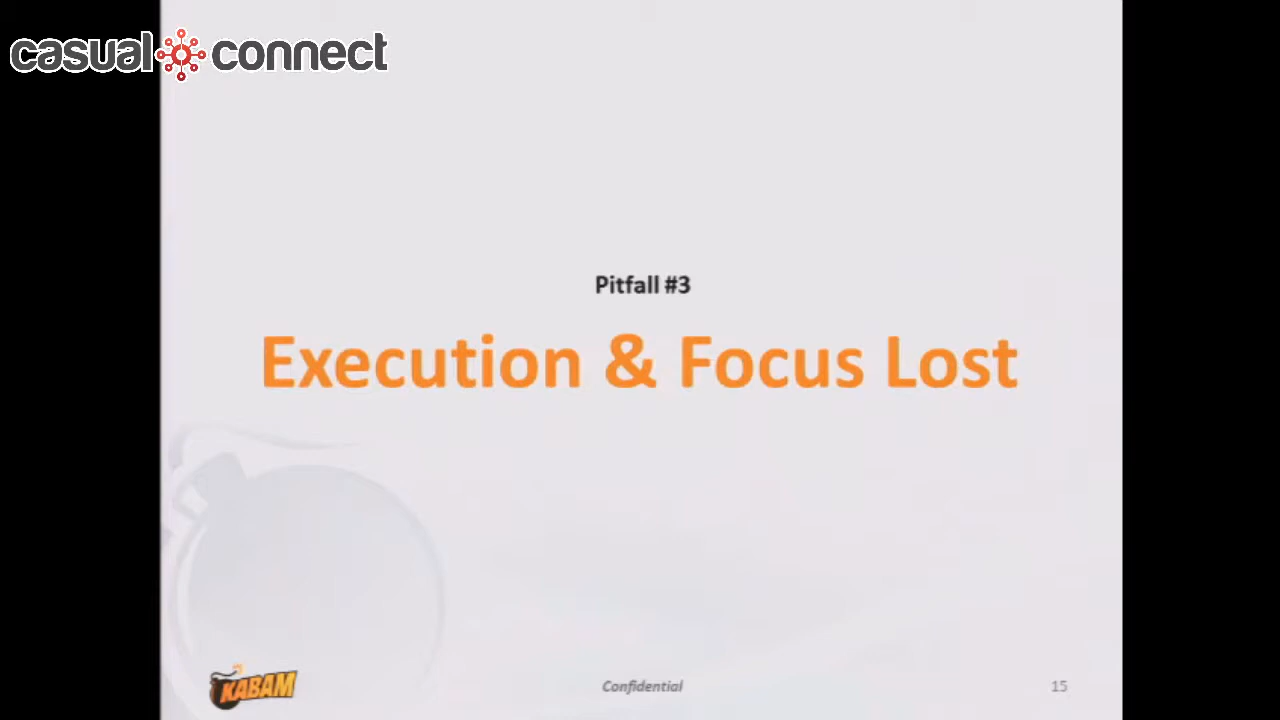 casual connect
Pitfall #3
Execution & Focus Lost
KABAM
Confidential
15